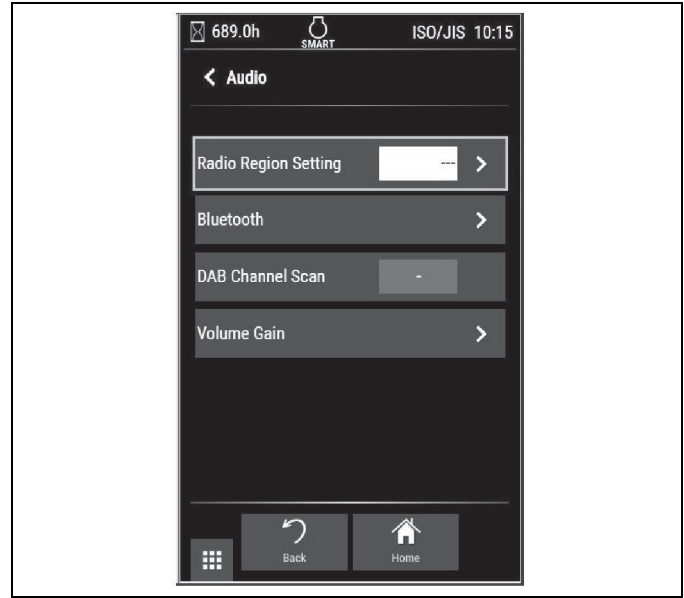 689.0h SMART ISO/JIS 10:15
Audio
Radio Region Setting ---
Bluetooth
DAB Channel Scan -
Volume Gain
Back Home